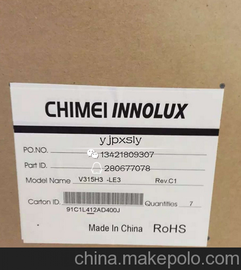 CHIMEI INNOLUX
yjpxsly
PO.NO. 13421809307
Part ID. 280677078
Model Name V315H3 -LE3 Rev.C1
Carton ID. Quantities 7
91C1L412AD400J
Made In China RoHS
china.makepolo.com